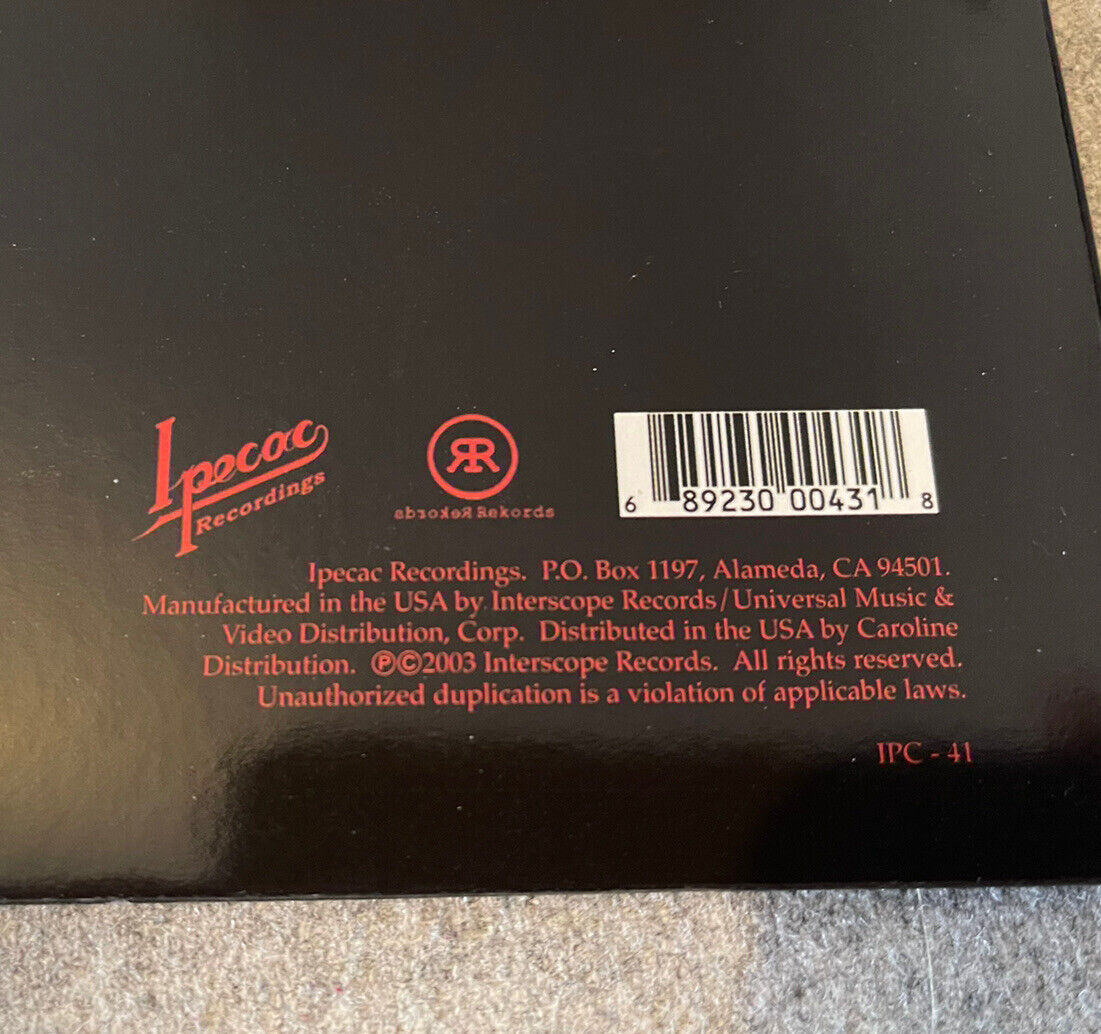 Ipecac
Recordings
ЯR
abɿoʞɘЯ Rekords
6 89230 00431 8
Ipecac Recordings. P.O. Box 1197, Alameda, CA 94501.
Manufactured in the USA by Interscope Records/Universal Music &
Video Distribution, Corp. Distributed in the USA by Caroline
Distribution. ℗©2003 Interscope Records. All rights reserved.
Unauthorized duplication is a violation of applicable laws.
IPC - 41